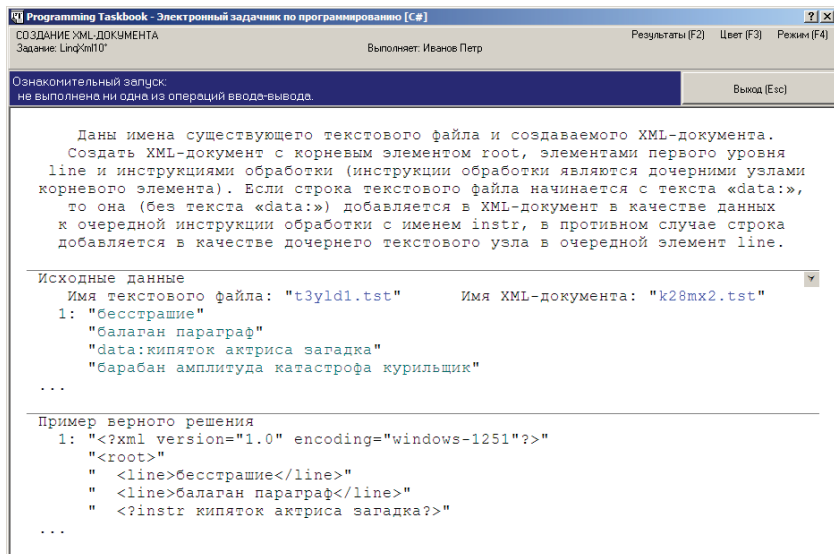 Programming Taskbook - Электронный задачник по программированию [C#]
СОЗДАНИЕ XML-ДОКУМЕНТА
Результаты (F2) Цвет (F3) Режим (F4)
Задание: LinqXml10° Выполняет: Иванов Петр
Ознакомительный запуск:
не выполнена ни одна из операций ввода-вывода.
Выход (Esc)
Даны имена существующего текстового файла и создаваемого XML-документа.
Создать XML-документ с корневым элементом root, элементами первого уровня
line и инструкциями обработки (инструкции обработки являются дочерними узлами
корневого элемента). Если строка текстового файла начинается с текста «data:»,
то она (без текста «data:») добавляется в XML-документ в качестве данных
к очередной инструкции обработки с именем instr, в противном случае строка
добавляется в качестве дочернего текстового узла в очередной элемент line.
Исходные данные
Имя текстового файла: "t3yld1.tst" Имя XML-документа: "k28mx2.tst"
1: "бесстрашие"
"балаган параграф"
"data:кипяток актриса загадка"
"барабан амплитуда катастрофа курильщик"
...
Пример верного решения
1: "<?xml version="1.0" encoding="windows-1251"?>"
"<root>"
" <line>бесстрашие</line>"
" <line>балаган параграф</line>"
" <?instr кипяток актриса загадка?>"
...